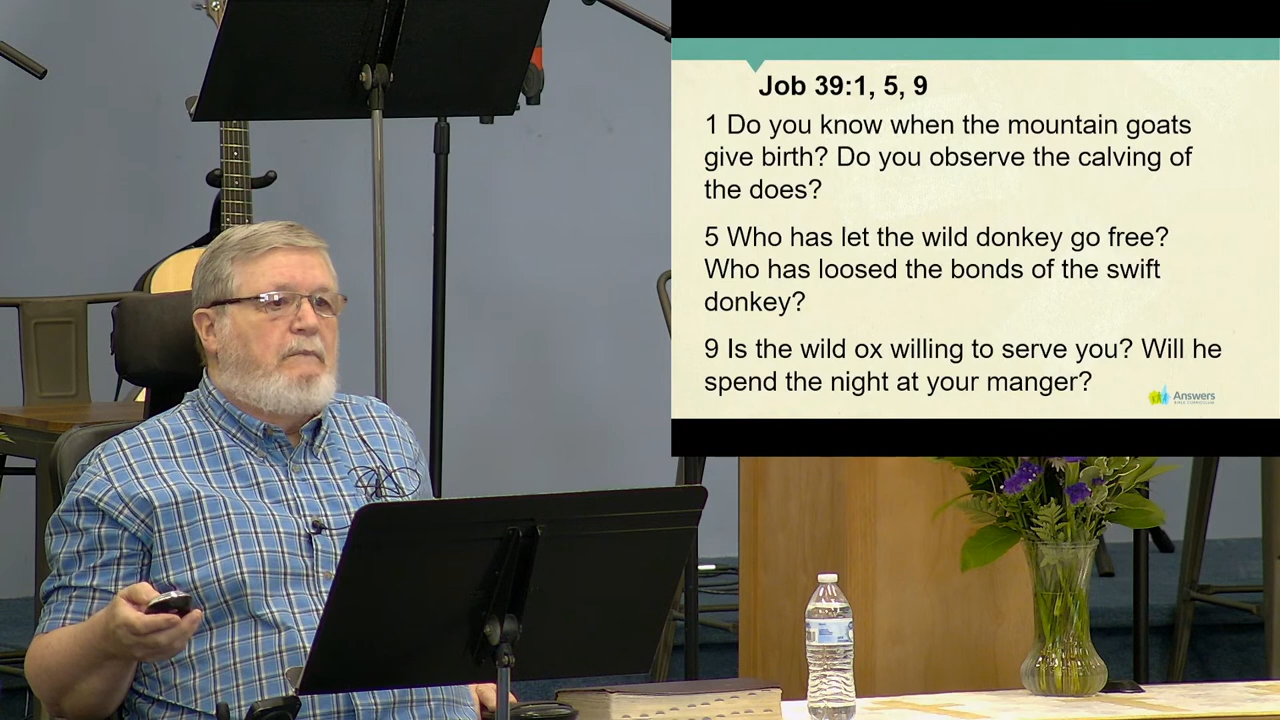 Job 39:1, 5, 9
1 Do you know when the mountain goats
give birth? Do you observe the calving of
the does?
5 Who has let the wild donkey go free?
Who has loosed the bonds of the swift
donkey?
9 Is the wild ox willing to serve you? Will he
spend the night at your manger?
Answers
BIBLE CURRICULUM